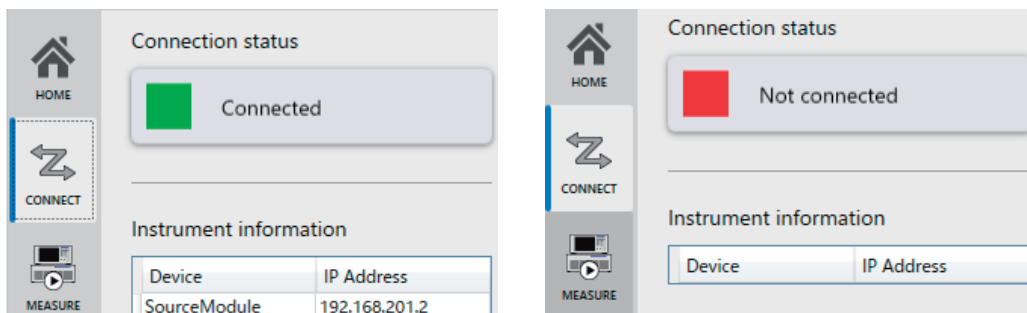 Connection status
HOME
Connected
CONNECT
Instrument information
Device IP Address
SourceModule 192.168.201.2
MEASURE
Connection status
HOME
Not connected
CONNECT
Instrument information
Device IP Address
MEASURE